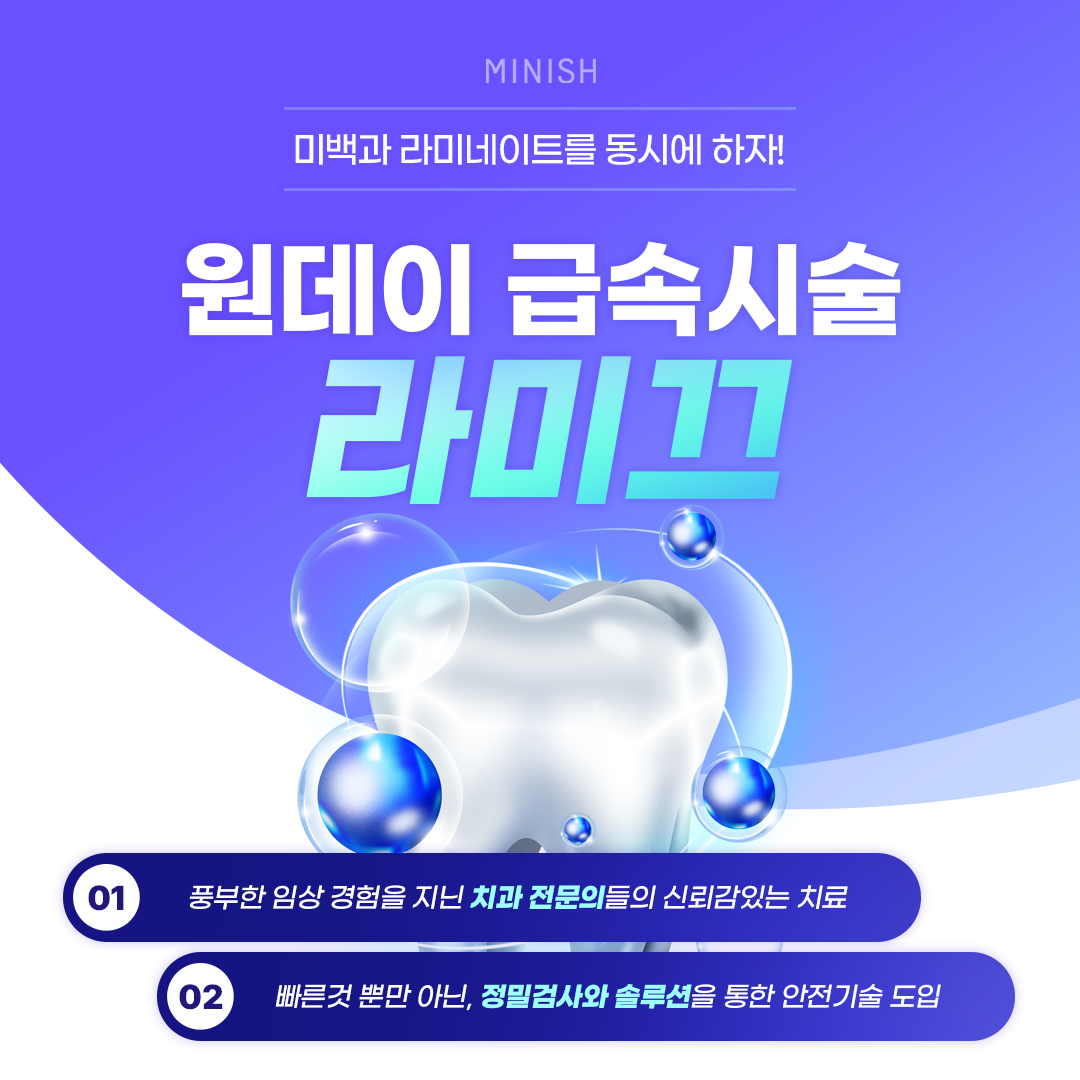 MINISH
미백과 라미네이트를 동시에 하자!
원데이 급속시술
라미끄
01 풍부한 임상 경험을 지닌 치과 전문의들의 신뢰감있는 치료
02 빠른것 뿐만 아닌, 정밀검사와 솔루션을 통한 안전기술 도입